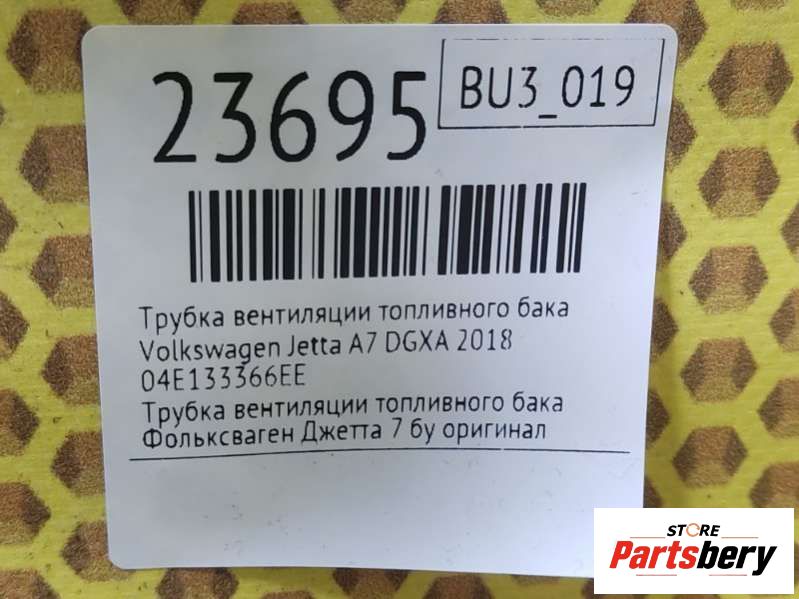 23695
BU3_019
Трубка вентиляции топливного бака
Volkswagen Jetta A7 DGXA 2018
04E133366EE
Трубка вентиляции топливного бака
Фольксваген Джетта 7 бу оригинал
STORE
Partsbery